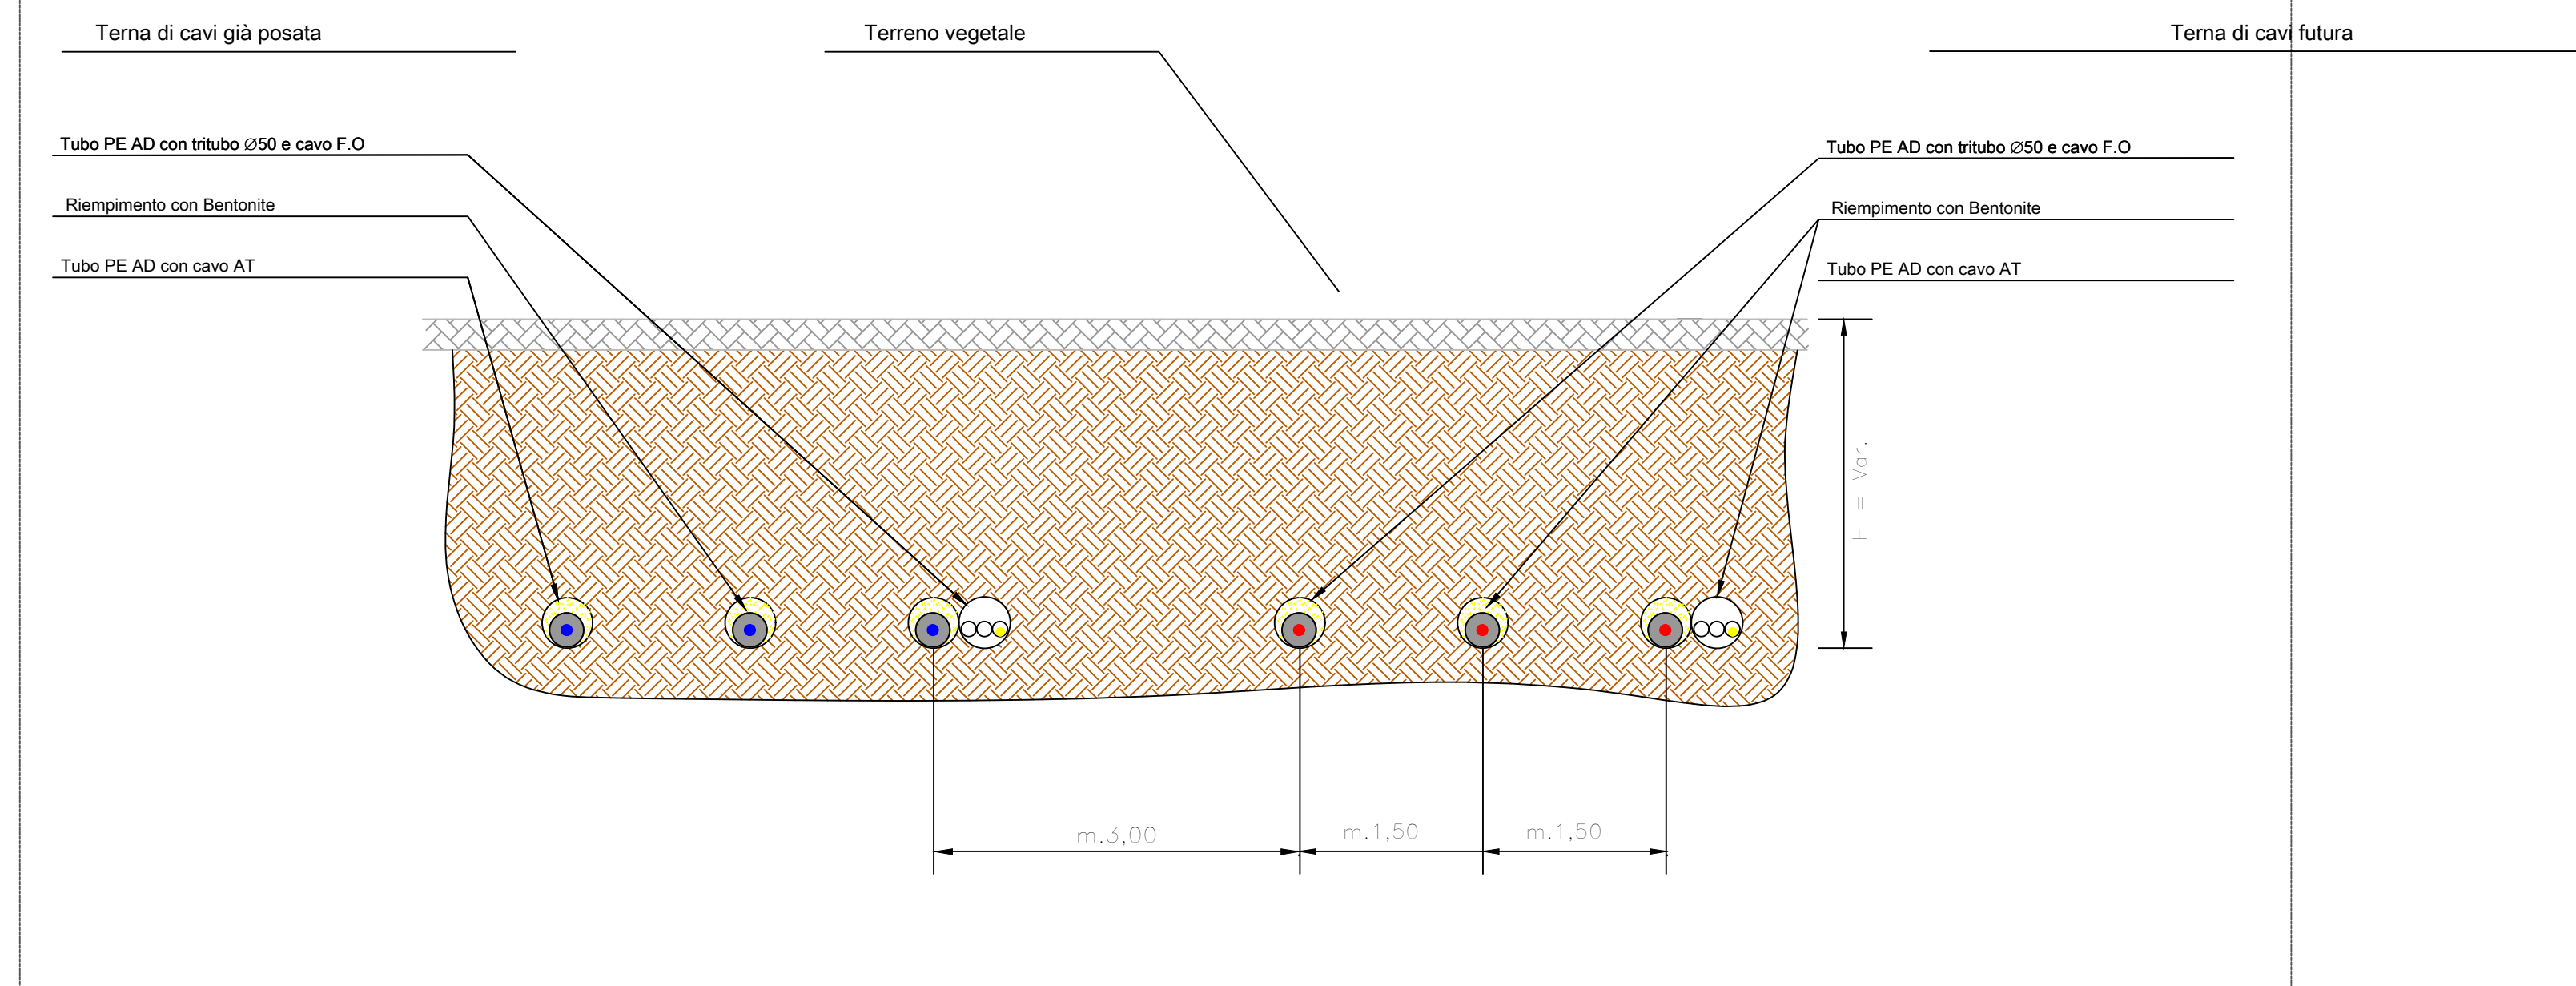 Terna di cavi già posata
Terreno vegetale
Terna di cavi futura
Tubo PE AD con tritubo ∅50 e cavo F.O
Riempimento con Bentonite
Tubo PE AD con cavo AT
Tubo PE AD con tritubo ∅50 e cavo F.O
Riempimento con Bentonite
Tubo PE AD con cavo AT
H = Var.
m.3,00
m.1,50
m.1,50